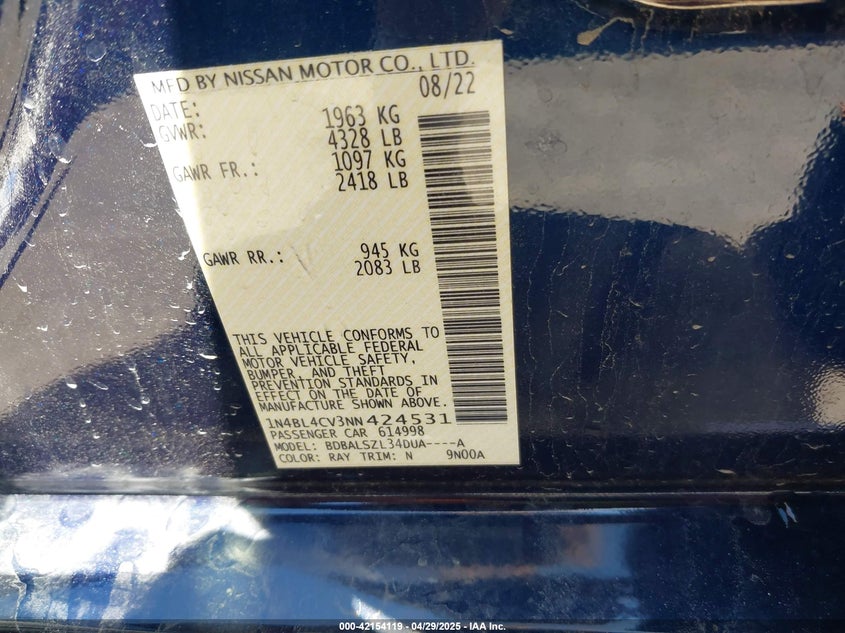 MFD BY NISSAN MOTOR CO., LTD.
DATE: 08/22
GVWR: 1963 KG
4328 LB
GAWR FR.: 1097 KG
2418 LB
GAWR RR.: 945 KG
2083 LB
THIS VEHICLE CONFORMS TO
ALL APPLICABLE FEDERAL
MOTOR VEHICLE SAFETY,
BUMPER, AND THEFT
PREVENTION STANDARDS IN
EFFECT ON THE DATE OF
MANUFACTURE SHOWN ABOVE.
1N4BL4CV3NN424531
PASSENGER CAR 614998
MODEL: BDBALSZL34DUA----A
COLOR: RAY TRIM: N 9N00A
000-42154119 - 04/29/2025 - IAA Inc.